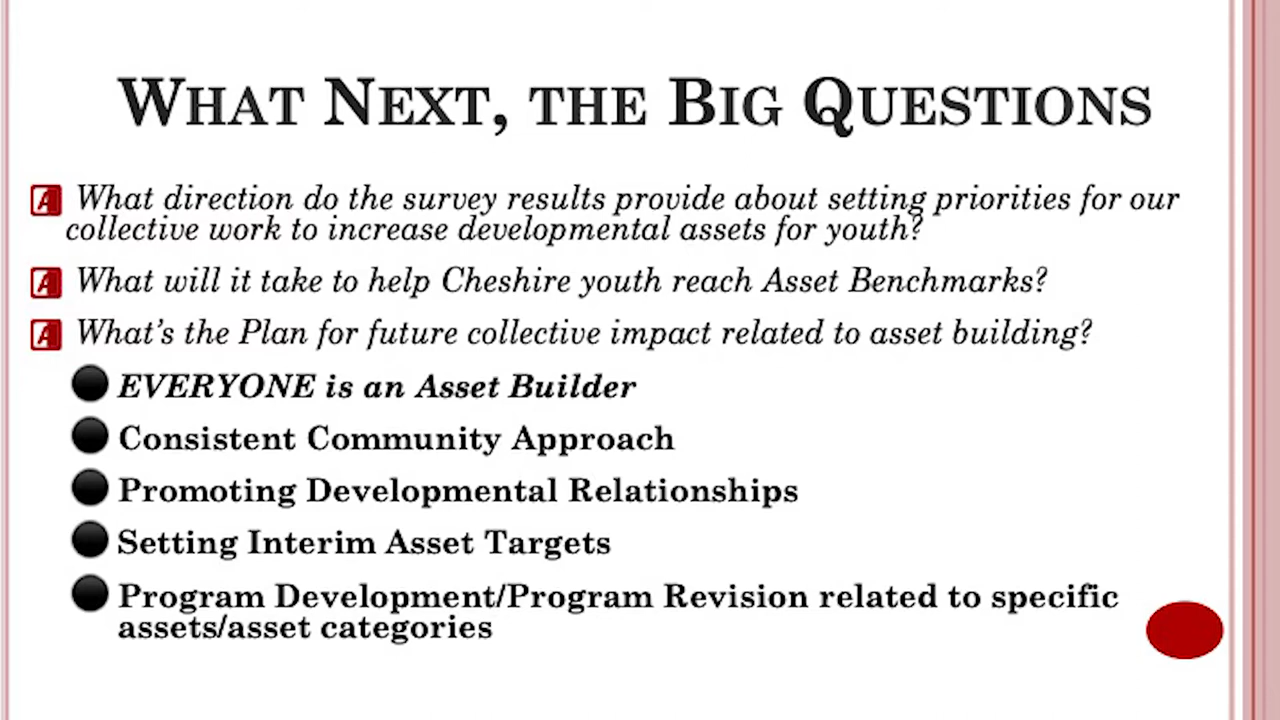 What Next, the Big Questions
What direction do the survey results provide about setting priorities for our
collective work to increase developmental assets for youth?
What will it take to help Cheshire youth reach Asset Benchmarks?
What's the Plan for future collective impact related to asset building?
EVERYONE is an Asset Builder
Consistent Community Approach
Promoting Developmental Relationships
Setting Interim Asset Targets
Program Development/Program Revision related to specific
assets/asset categories